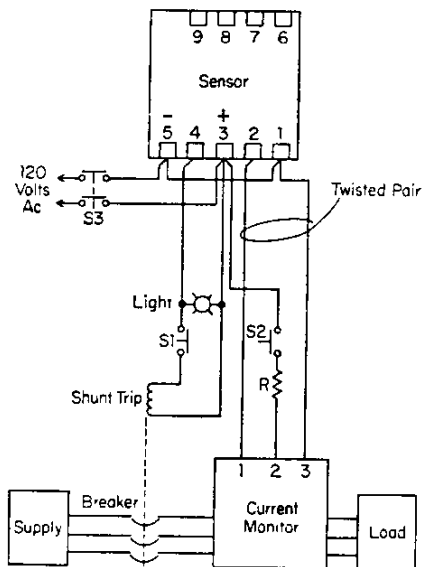 9 8 7 6
Sensor
- +
5 4 3 2 1
120
Volts
Ac
S3
Twisted Pair
Light
S1
S2
R
Shunt Trip
1 2 3
Breaker
Supply
Current
Monitor
Load